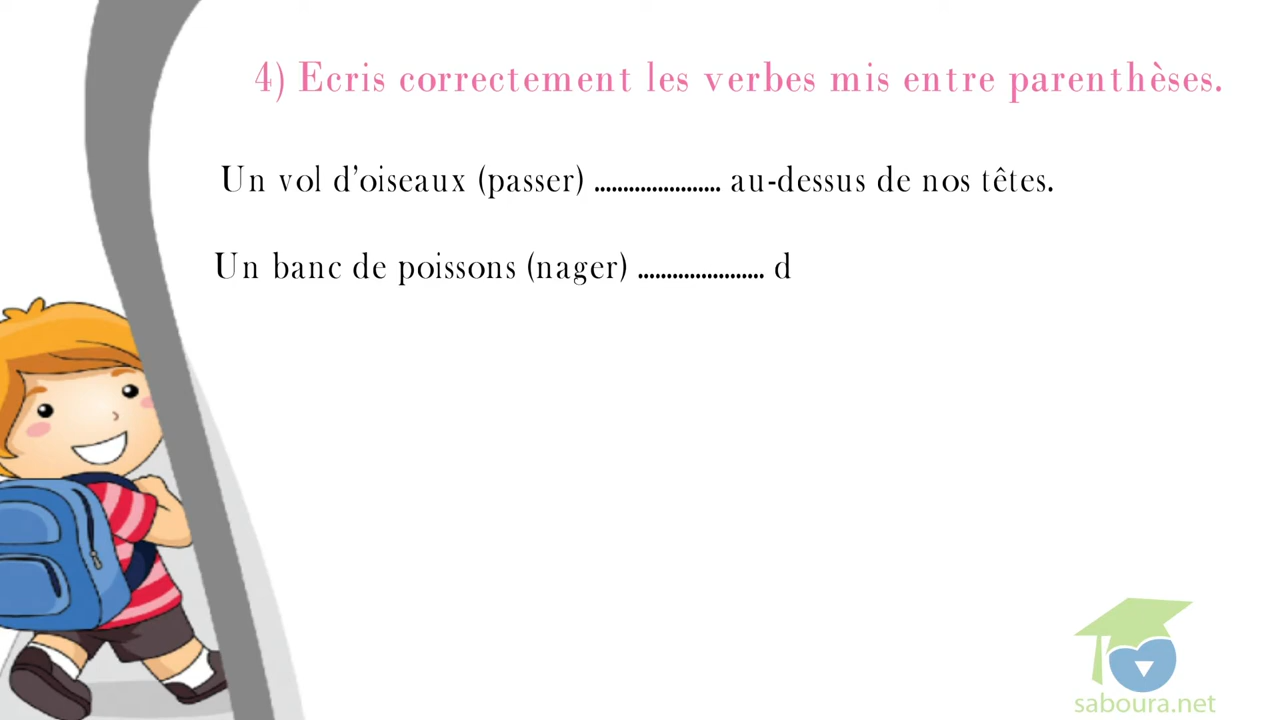 4) Ecris correctement les verbes mis entre parenthèses.
Un vol d’oiseaux (passer) ...................... au-dessus de nos têtes.
Un banc de poissons (nager) ...................... d
saboura.net